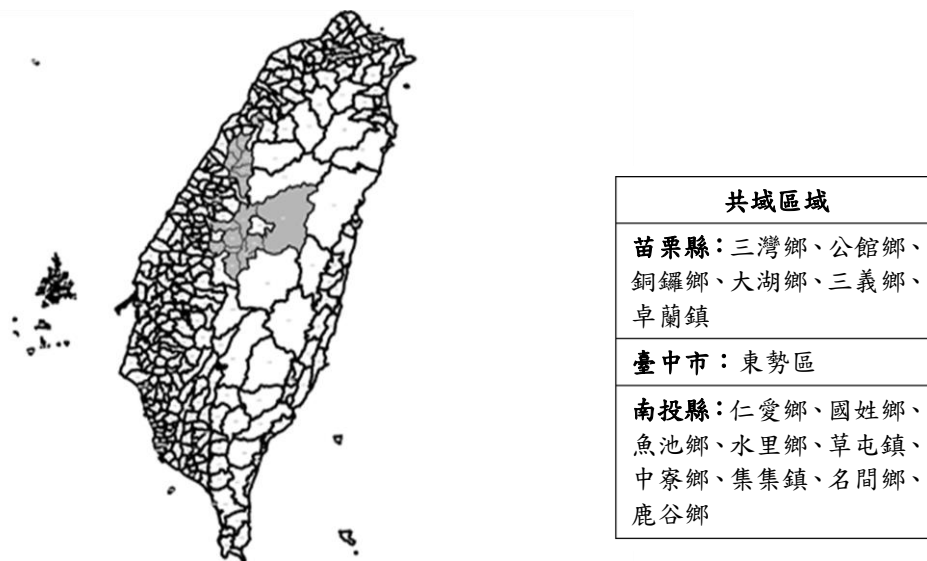 共域區域
苗栗縣：三灣鄉、公館鄉、
銅鑼鄉、大湖鄉、三義鄉、
卓蘭鎮
臺中市：東勢區
南投縣：仁愛鄉、國姓鄉、
魚池鄉、水里鄉、草屯鎮、
中寮鄉、集集鎮、名間鄉、
鹿谷鄉